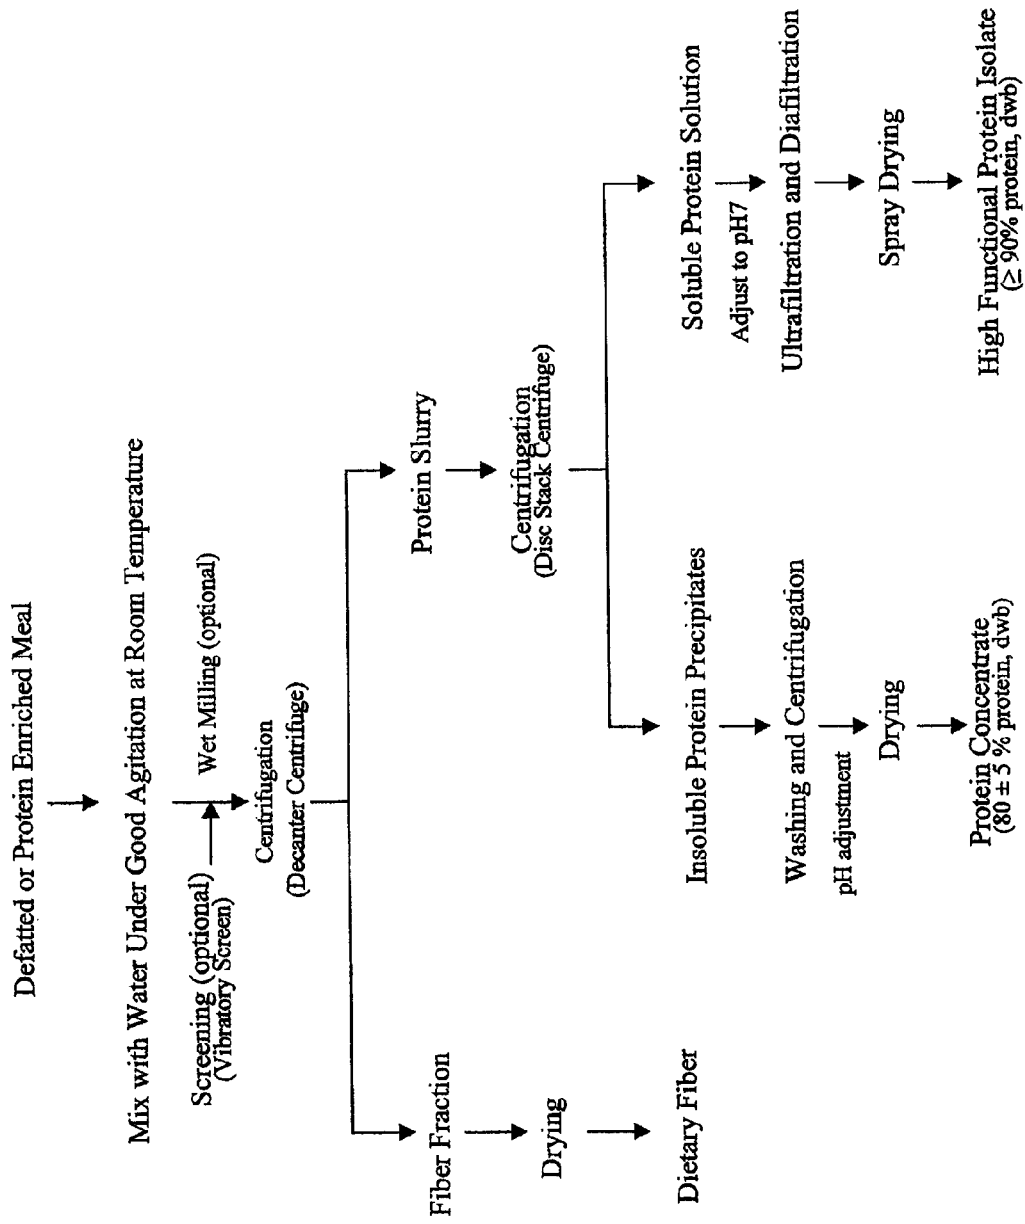 Defatted or Protein Enriched Meal
Mix with Water Under Good Agitation at Room Temperature
Screening (optional)
(Vibratory Screen)
Wet Milling (optional)
Centrifugation
(Decanter Centrifuge)
Fiber Fraction
Drying
Dietary Fiber
Protein Slurry
Centrifugation
(Disc Stack Centrifuge)
Insoluble Protein Precipitates
Washing and Centrifugation
pH adjustment
Drying
Protein Concentrate
(80 ± 5 % protein, dwb)
Soluble Protein Solution
Adjust to pH7
Ultrafiltration and Diafiltration
Spray Drying
High Functional Protein Isolate
(≥ 90% protein, dwb)